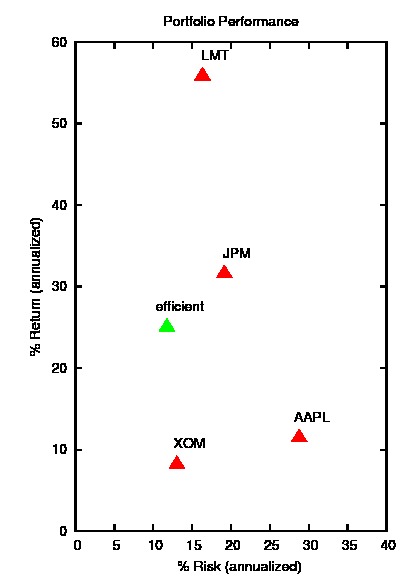 Portfolio Performance
60
LMT
50
40
JPM
30
efficient
20
AAPL
XOM
10
0
0 5 10 15 20 25 30 35 40
% Risk (annualized)
% Return (annualized)